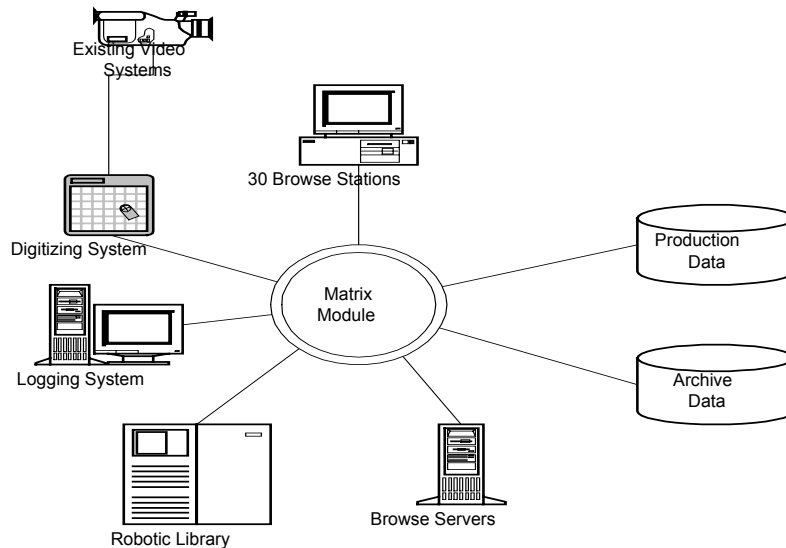 Existing Video
Systems
30 Browse Stations
Digitizing System
Production
Data
Matrix
Module
Logging System
Archive
Data
Browse Servers
Robotic Library